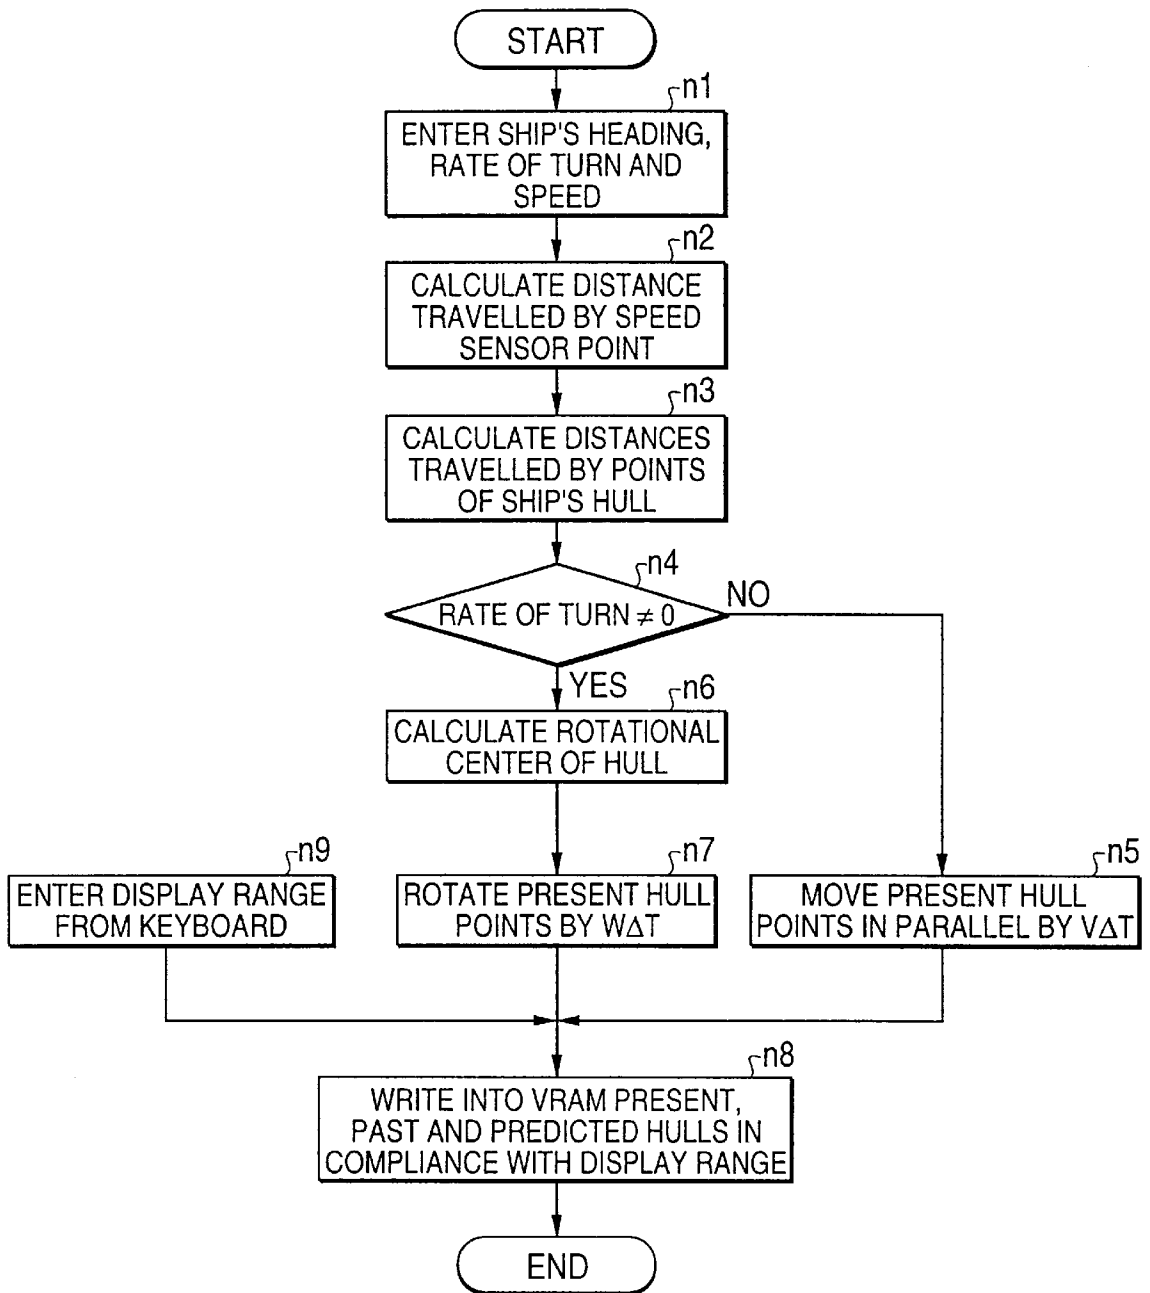 START
n1
ENTER SHIP'S HEADING,
RATE OF TURN AND
SPEED
n2
CALCULATE DISTANCE
TRAVELLED BY SPEED
SENSOR POINT
n3
CALCULATE DISTANCES
TRAVELLED BY POINTS
OF SHIP'S HULL
n4
RATE OF TURN ≠ 0
NO
YES
n6
CALCULATE ROTATIONAL
CENTER OF HULL
n9
ENTER DISPLAY RANGE
FROM KEYBOARD
n7
ROTATE PRESENT HULL
POINTS BY WΔT
n5
MOVE PRESENT HULL
POINTS IN PARALLEL BY VΔT
n8
WRITE INTO VRAM PRESENT,
PAST AND PREDICTED HULLS IN
COMPLIANCE WITH DISPLAY RANGE
END